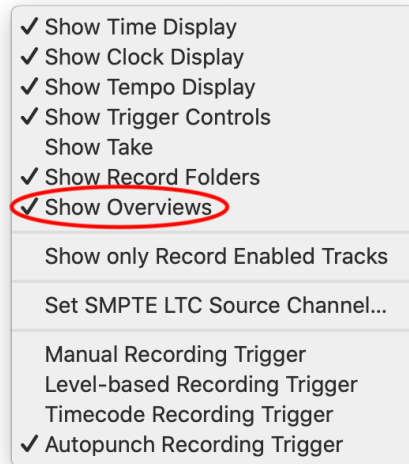 ✓ Show Time Display
✓ Show Clock Display
✓ Show Tempo Display
✓ Show Trigger Controls
Show Take
✓ Show Record Folders
✓ Show Overviews
Show only Record Enabled Tracks
Set SMPTE LTC Source Channel...
Manual Recording Trigger
Level-based Recording Trigger
Timecode Recording Trigger
✓ Autopunch Recording Trigger